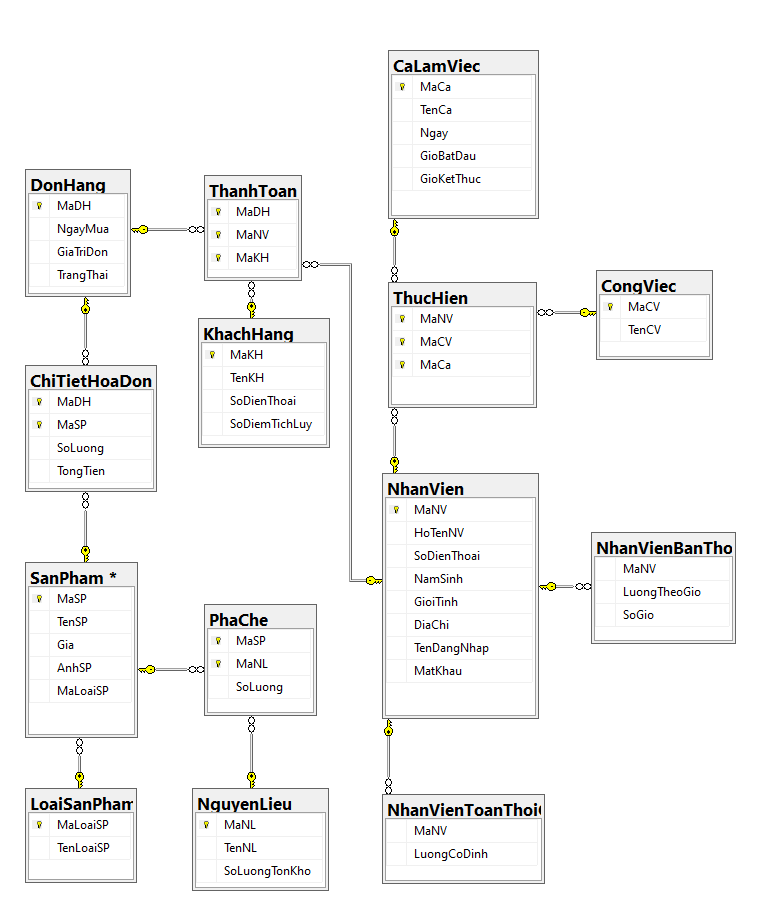 CaLamViec
MaCa
TenCa
Ngay
GioBatDau
GioKetThuc
DonHang
MaDH
NgayMua
GiaTriDon
TrangThai
ThanhToan
MaDH
MaNV
MaKH
ThucHien
MaNV
MaCV
MaCa
CongViec
MaCV
TenCV
KhachHang
MaKH
TenKH
SoDienThoai
SoDiemTichLuy
ChiTietHoaDon
MaDH
MaSP
SoLuong
TongTien
NhanVien
MaNV
HoTenNV
SoDienThoai
NamSinh
GioiTinh
DiaChi
TenDangNhap
MatKhau
NhanVienBanTho
MaNV
LuongTheoGio
SoGio
SanPham *
MaSP
TenSP
Gia
AnhSP
MaLoaiSP
PhaChe
MaSP
MaNL
SoLuong
LoaiSanPham
MaLoaiSP
TenLoaiSP
NguyenLieu
MaNL
TenNL
SoLuongTonKho
NhanVienToanThoi
MaNV
LuongCoDinh